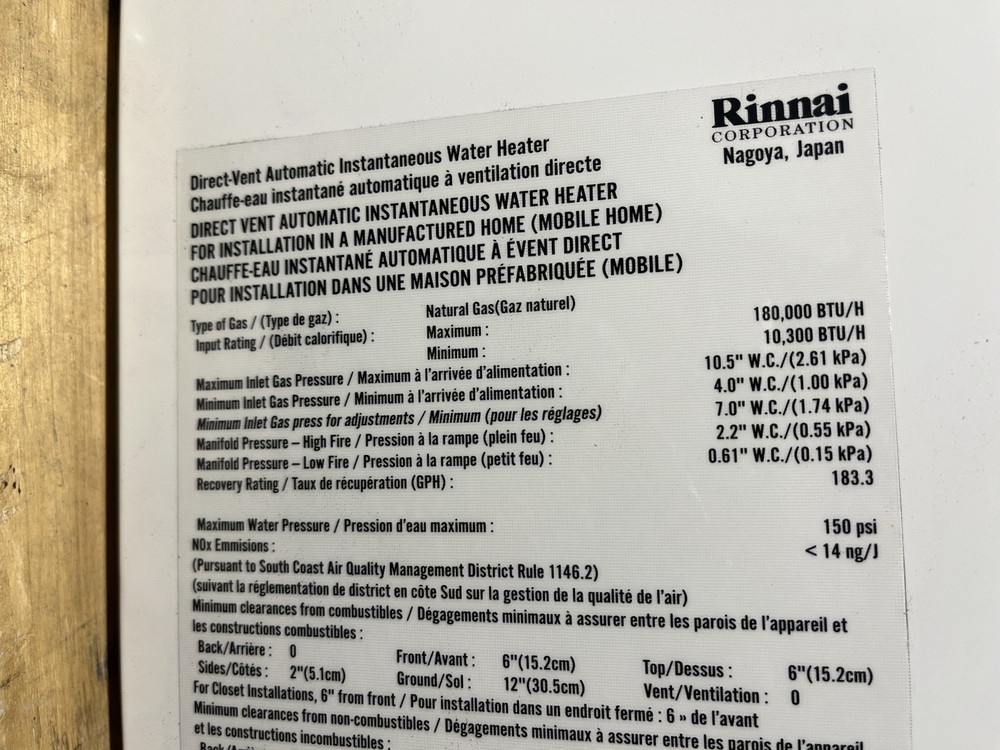 Rinnai
CORPORATION
Nagoya, Japan
Direct-Vent Automatic Instantaneous Water Heater
Chauffe-eau instantané automatique à ventilation directe
DIRECT VENT AUTOMATIC INSTANTANEOUS WATER HEATER
FOR INSTALLATION IN A MANUFACTURED HOME (MOBILE HOME)
CHAUFFE-EAU INSTANTANÉ AUTOMATIQUE À ÉVENT DIRECT
POUR INSTALLATION DANS UNE MAISON PRÉFABRIQUÉE (MOBILE)
Type of Gas / (Type de gaz) : Natural Gas(Gaz naturel)
Input Rating / (Débit calorifique) : Maximum : 180,000 BTU/H
Minimum : 10,300 BTU/H
Maximum Inlet Gas Pressure / Maximum à l'arrivée d'alimentation : 10.5" W.C./(2.61 kPa)
Minimum Inlet Gas Pressure / Minimum à l'arrivée d'alimentation : 4.0" W.C./(1.00 kPa)
Minimum Inlet Gas press for adjustments / Minimum (pour les réglages) 7.0" W.C./(1.74 kPa)
Manifold Pressure – High Fire / Pression à la rampe (plein feu) : 2.2" W.C./(0.55 kPa)
Manifold Pressure – Low Fire / Pression à la rampe (petit feu) : 0.61" W.C./(0.15 kPa)
Recovery Rating / Taux de récupération (GPH) : 183.3
Maximum Water Pressure / Pression d'eau maximum : 150 psi
NOx Emmisions : < 14 ng/J
(Pursuant to South Coast Air Quality Management District Rule 1146.2)
(suivant la réglementation de district en côte Sud sur la gestion de la qualité de l'air)
Minimum clearances from combustibles / Dégagements minimaux à assurer entre les parois de l'appareil et
les constructions combustibles :
Back/Arrière : 0 Front/Avant : 6"(15.2cm) Top/Dessus : 6"(15.2cm)
Sides/Côtés : 2"(5.1cm) Ground/Sol : 12"(30.5cm) Vent/Ventilation : 0
For Closet Installations, 6" from front / Pour installation dans un endroit fermé : 6 » de l'avant
Minimum clearances from non-combustibles / Dégagements minimaux à assurer entre les parois de l'appareil
et les constructions incombustibles :